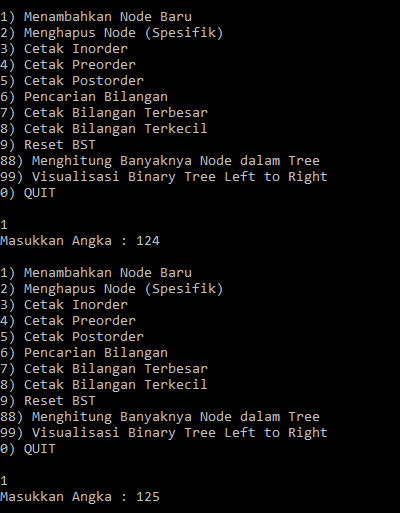 1) Menambahkan Node Baru
2) Menghapus Node (Spesifik)
3) Cetak Inorder
4) Cetak Preorder
5) Cetak Postorder
6) Pencarian Bilangan
7) Cetak Bilangan Terbesar
8) Cetak Bilangan Terkecil
9) Reset BST
88) Menghitung Banyaknya Node dalam Tree
99) Visualisasi Binary Tree Left to Right
0) QUIT
1
Masukkan Angka : 124
1) Menambahkan Node Baru
2) Menghapus Node (Spesifik)
3) Cetak Inorder
4) Cetak Preorder
5) Cetak Postorder
6) Pencarian Bilangan
7) Cetak Bilangan Terbesar
8) Cetak Bilangan Terkecil
9) Reset BST
88) Menghitung Banyaknya Node dalam Tree
99) Visualisasi Binary Tree Left to Right
0) QUIT
1
Masukkan Angka : 125